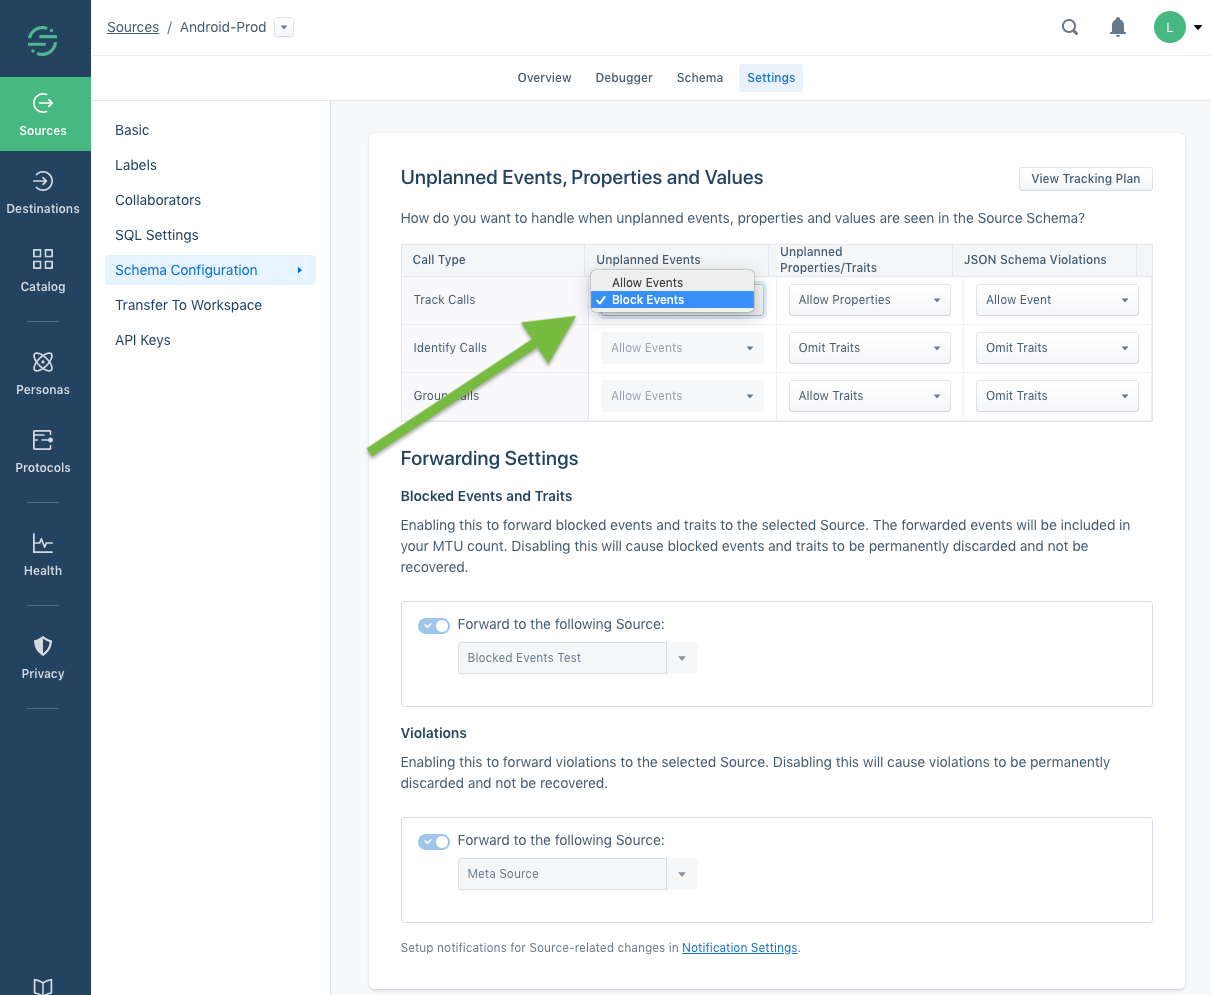 Sources / Android-Prod
L
Overview Debugger Schema Settings
Sources
Destinations
Catalog
Personas
Protocols
Health
Privacy
Basic
Labels
Collaborators
SQL Settings
Schema Configuration
Transfer To Workspace
API Keys
Unplanned Events, Properties and Values
View Tracking Plan
How do you want to handle when unplanned events, properties and values are seen in the Source Schema?
Call Type Unplanned Events Unplanned Properties/Traits JSON Schema Violations
Allow Events
Block Events
Track Calls Allow Properties Allow Event
Identify Calls Allow Events Omit Traits Omit Traits
Group Calls Allow Events Allow Traits Omit Traits
Forwarding Settings
Blocked Events and Traits
Enabling this to forward blocked events and traits to the selected Source. The forwarded events will be included in
your MTU count. Disabling this will cause blocked events and traits to be permanently discarded and not be
recovered.
Forward to the following Source:
Blocked Events Test
Violations
Enabling this to forward violations to the selected Source. Disabling this will cause violations to be permanently
discarded and not be recovered.
Forward to the following Source:
Meta Source
Setup notifications for Source-related changes in Notification Settings.